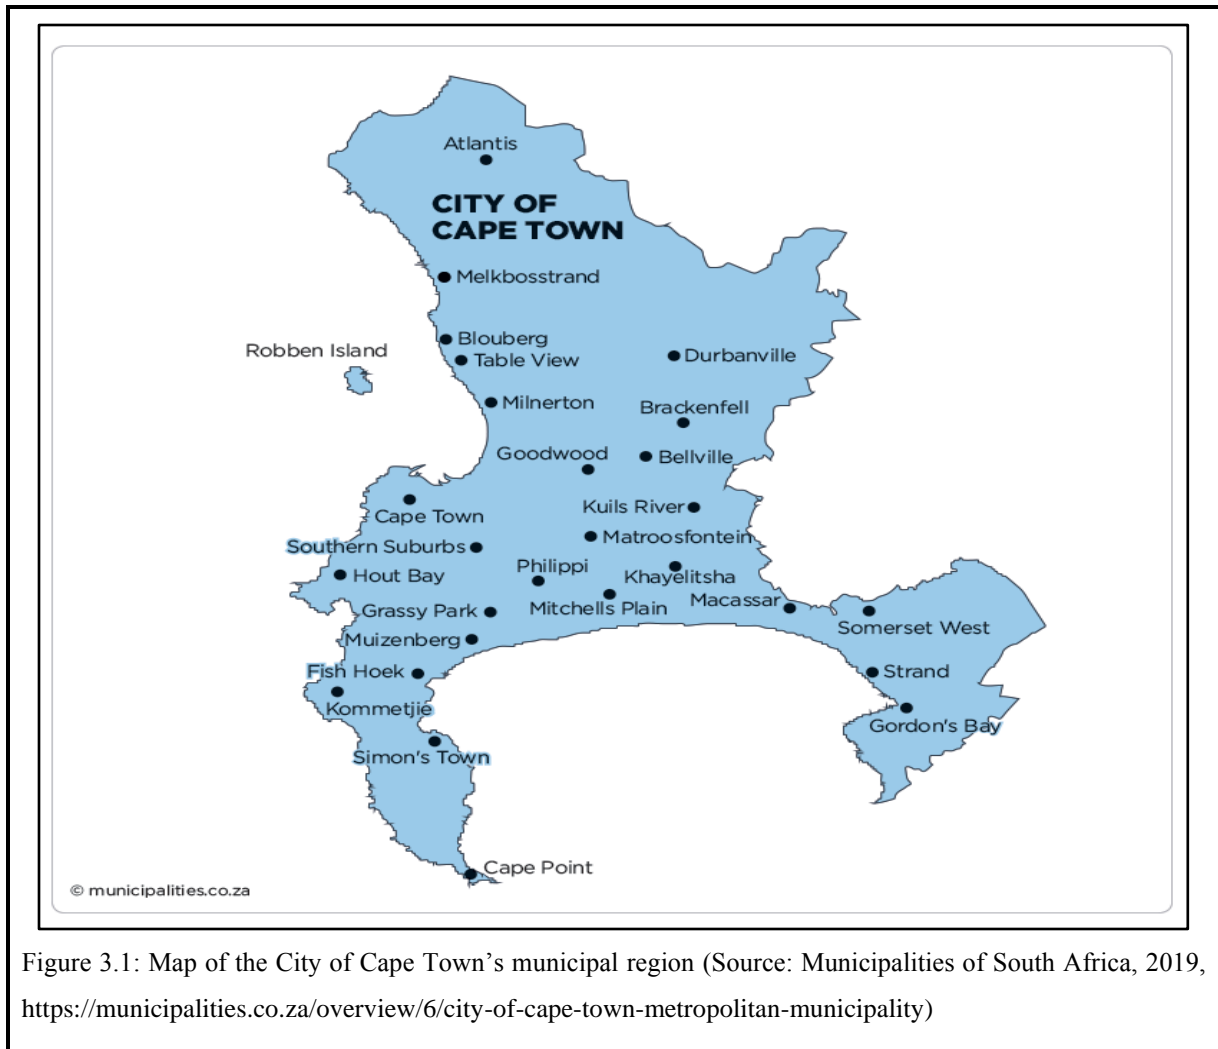 Atlantis
CITY OF
CAPE TOWN
Melkbosstrand
Blouberg
Robben Island
Table View
Durbanville
Milnerton
Brackenfell
Goodwood
Bellville
Kuils River
Cape Town
Matroosfontein
Southern Suburbs
Philippi
Hout Bay
Khayelitsha
Macassar
Grassy Park
Mitchells Plain
Somerset West
Muizenberg
Fish Hoek
Strand
Kommetjie
Gordon's Bay
Simon's Town
Cape Point
© municipalities.co.za
Figure 3.1: Map of the City of Cape Town’s municipal region (Source: Municipalities of South Africa, 2019,
https://municipalities.co.za/overview/6/city-of-cape-town-metropolitan-municipality)